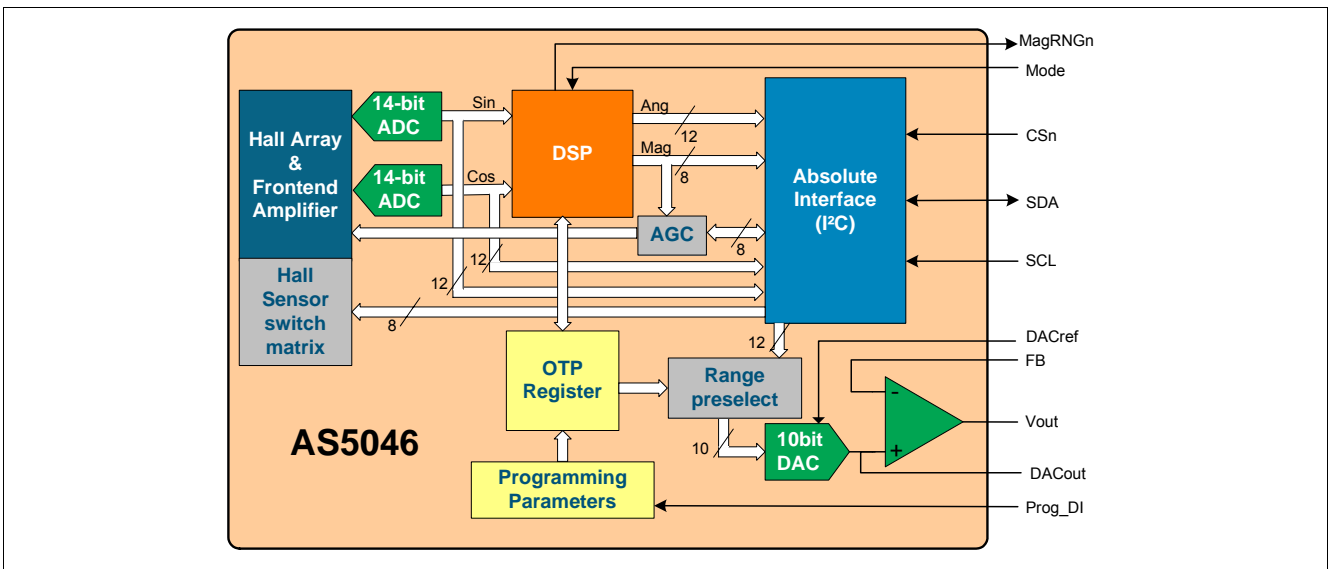 MagRNGn
Mode
Hall Array
&
Frontend
Amplifier
14-bit
ADC
Sin
14-bit
ADC
Cos
DSP
Ang
12
Mag
8
AGC
8
Absolute
Interface
(I²C)
CSn
SDA
SCL
Hall
Sensor
switch
matrix
12
12
8
12
OTP
Register
Range
preselect
DACref
FB
-
+
Vout
10
10bit
DAC
DACout
AS5046
Programming
Parameters
Prog_DI